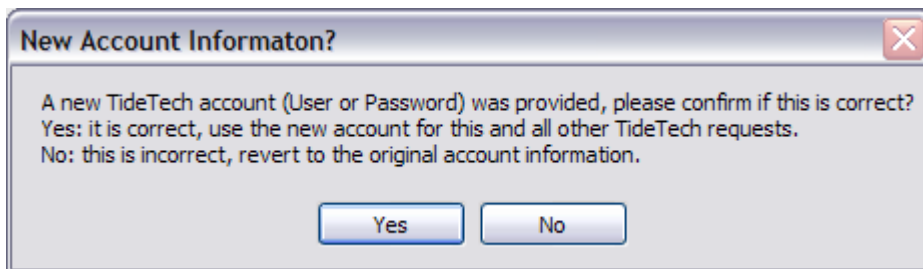 New Account Informaton?
A new TideTech account (User or Password) was provided, please confirm if this is correct?
Yes: it is correct, use the new account for this and all other TideTech requests.
No: this is incorrect, revert to the original account information.
Yes
No